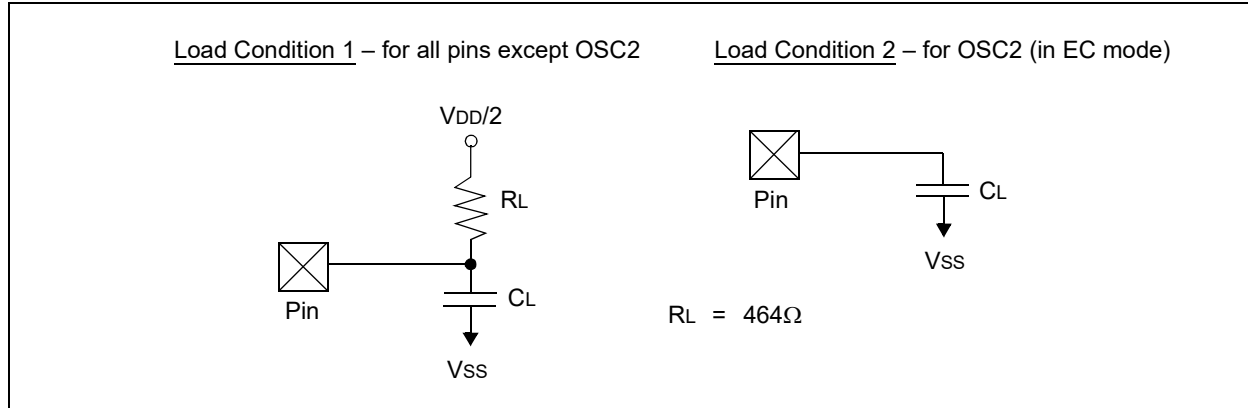 Load Condition 1 – for all pins except OSC2
Load Condition 2 – for OSC2 (in EC mode)
VDD/2
RL
Pin
CL
VSS
Pin
CL
VSS
RL = 464Ω